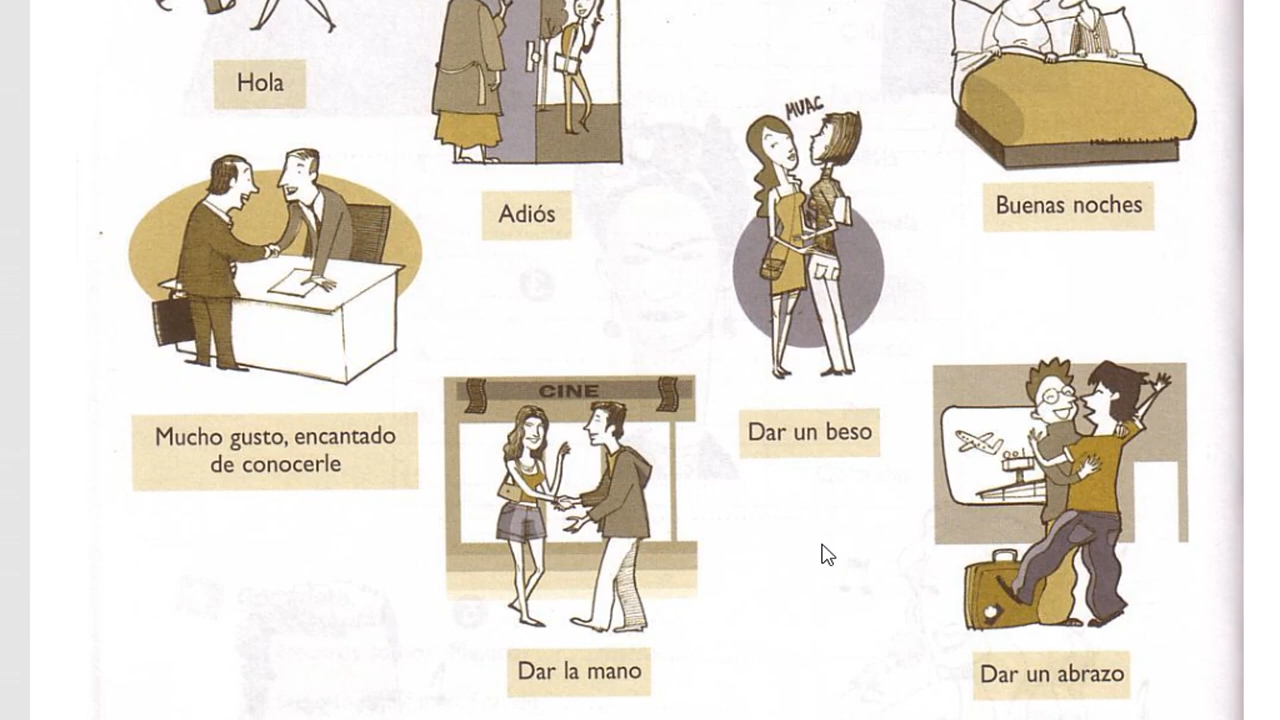 Hola
Adiós
MUAC
Buenas noches
Mucho gusto, encantado
de conocerle
CINE
Dar un beso
Dar la mano
Dar un abrazo